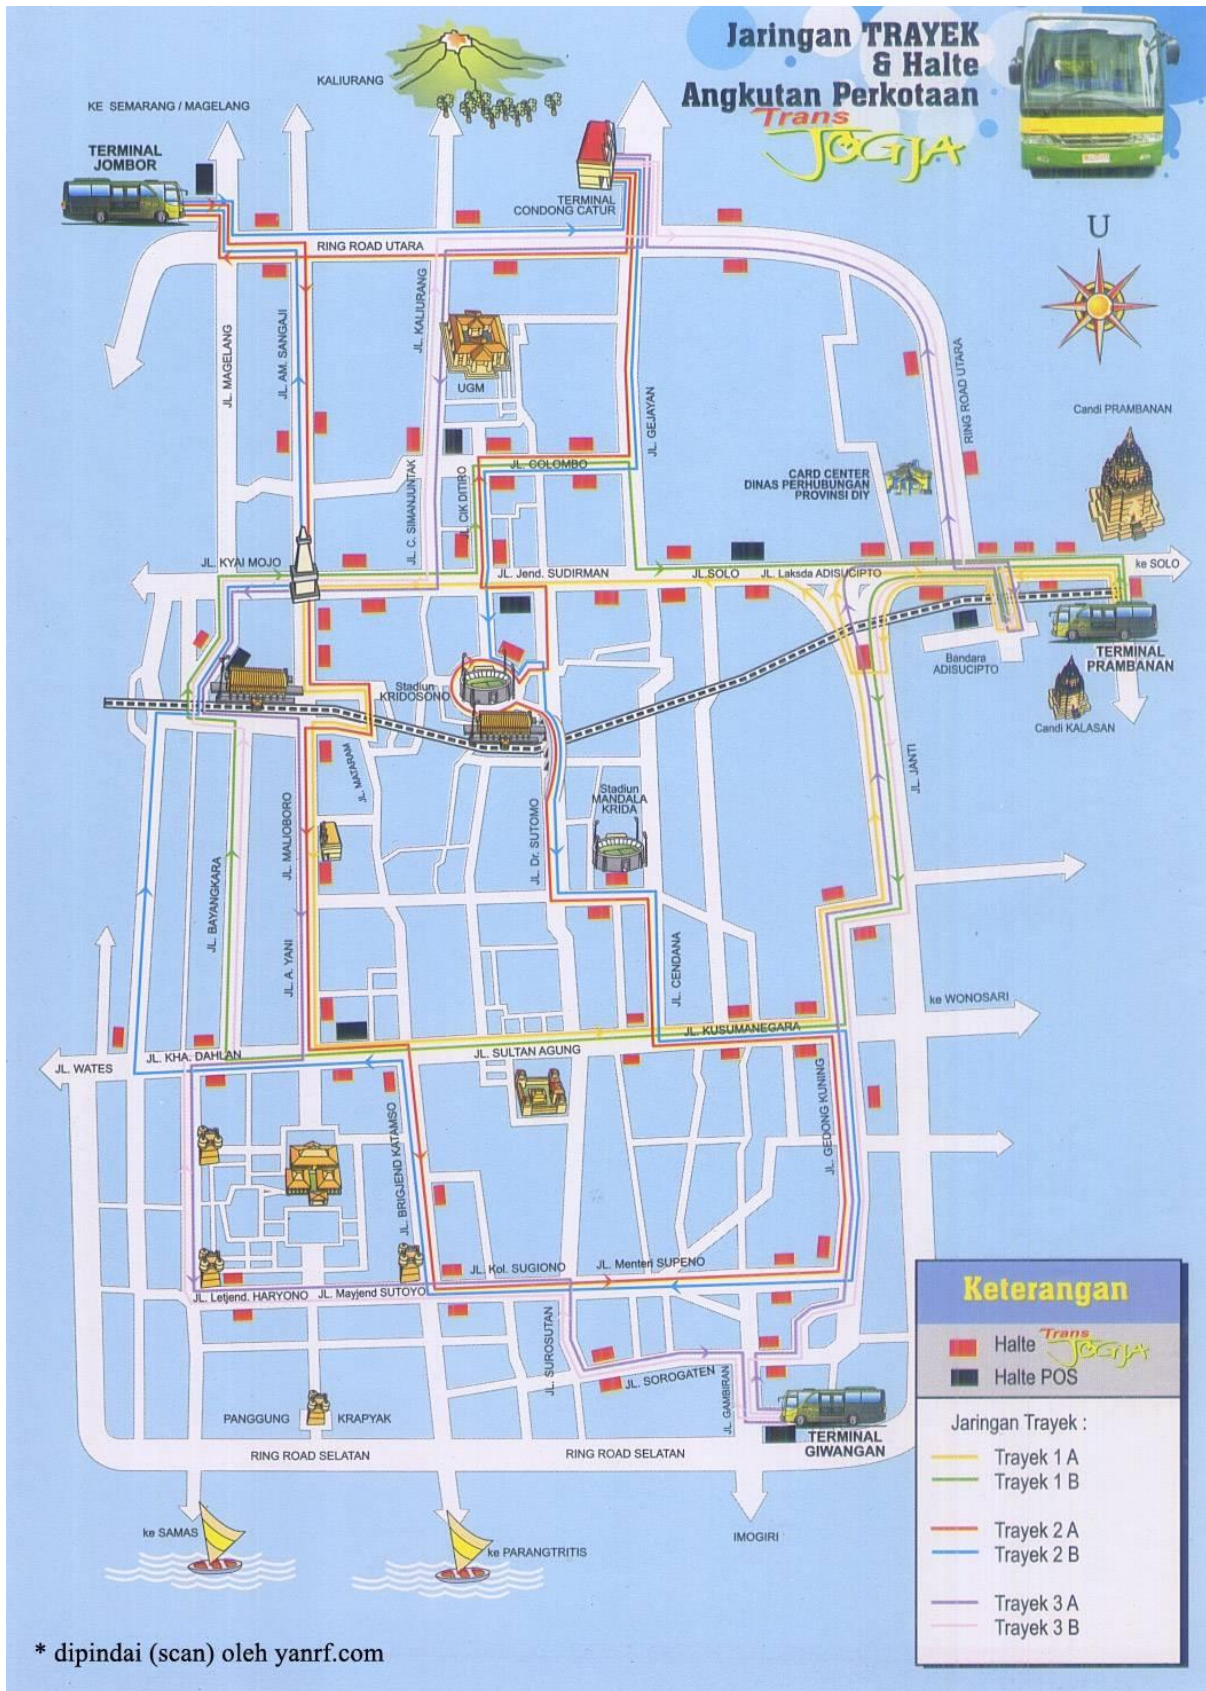 Jaringan TRAYEK
& Halte
Angkutan Perkotaan
Trans
JOGJA
KALIURANG
KE SEMARANG / MAGELANG
TERMINAL
JOMBOR
TERMINAL
CONDONG CATUR
U
RING ROAD UTARA
JL. KALIURANG
JL. MAGELANG
JL. AM. SANGAJI
UGM
JL. GEJAYAN
RING ROAD UTARA
Candi PRAMBANAN
JL. COLOMBO
CARD CENTER
DINAS PERHUBUNGAN
PROVINSI DIY
JL. C. SIMANJUNTAK
JL. CIK DITIRO
JL. KYAI MOJO
JL. Jend. SUDIRMAN
JL.SOLO
JL. Laksda ADISUCIPTO
ke SOLO
TERMINAL
PRAMBANAN
Bandara
ADISUCIPTO
Stadiun
KRIDOSONO
Candi KALASAN
JL. MATARAM
JL. JANTI
Stadiun
MANDALA
KRIDA
JL. MALIOBORO
JL. Dr. SUTOMO
JL. BAYANGKARA
JL. A. YANI
JL. CENDANA
ke WONOSARI
JL. KUSUMANEGARA
JL. KHA. DAHLAN
JL. SULTAN AGUNG
JL. WATES
JL. GEDONG KUNING
JL. BRIGJEND KATAMSO
JL. Kol. SUGIONO
JL. Menteri SUPENO
JL. Letjend. HARYONO
JL. Mayjend SUTOYO
JL. SUROSUTAN
JL. SOROGATEN
JL. GAMBIRAN
PANGGUNG
KRAPYAK
TERMINAL
GIWANGAN
RING ROAD SELATAN
RING ROAD SELATAN
ke SAMAS
ke PARANGTRITIS
IMOGIRI
Keterangan
Halte Trans JOGJA
Halte POS
Jaringan Trayek :
Trayek 1 A
Trayek 1 B
Trayek 2 A
Trayek 2 B
Trayek 3 A
Trayek 3 B
* dipindai (scan) oleh yanrf.com